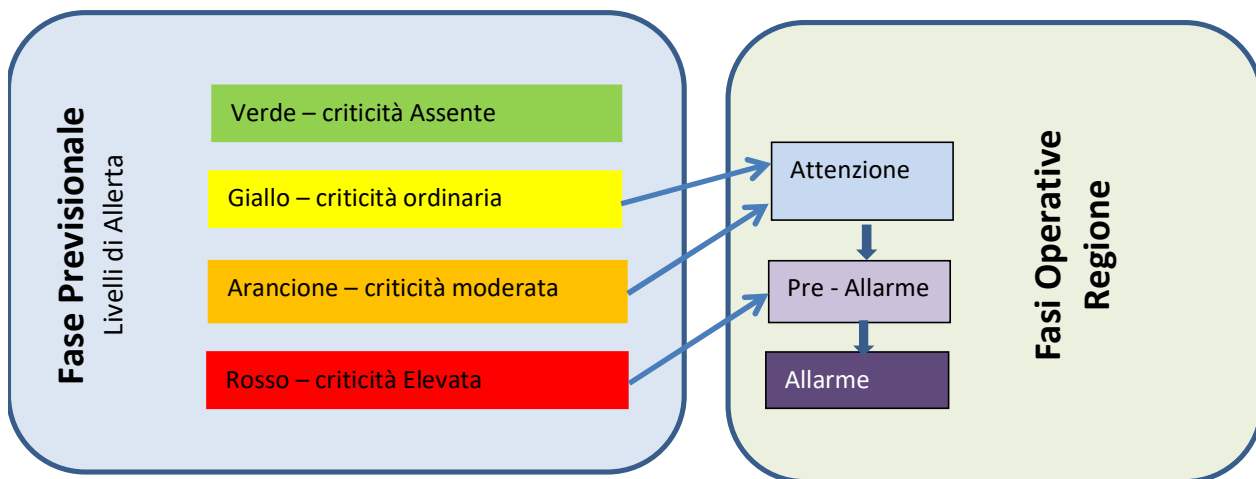 Fase Previsionale
Livelli di Allerta
Verde – criticità Assente
Giallo – criticità ordinaria
Arancione – criticità moderata
Rosso – criticità Elevata
Attenzione
Pre - Allarme
Allarme
Fasi Operative
Regione